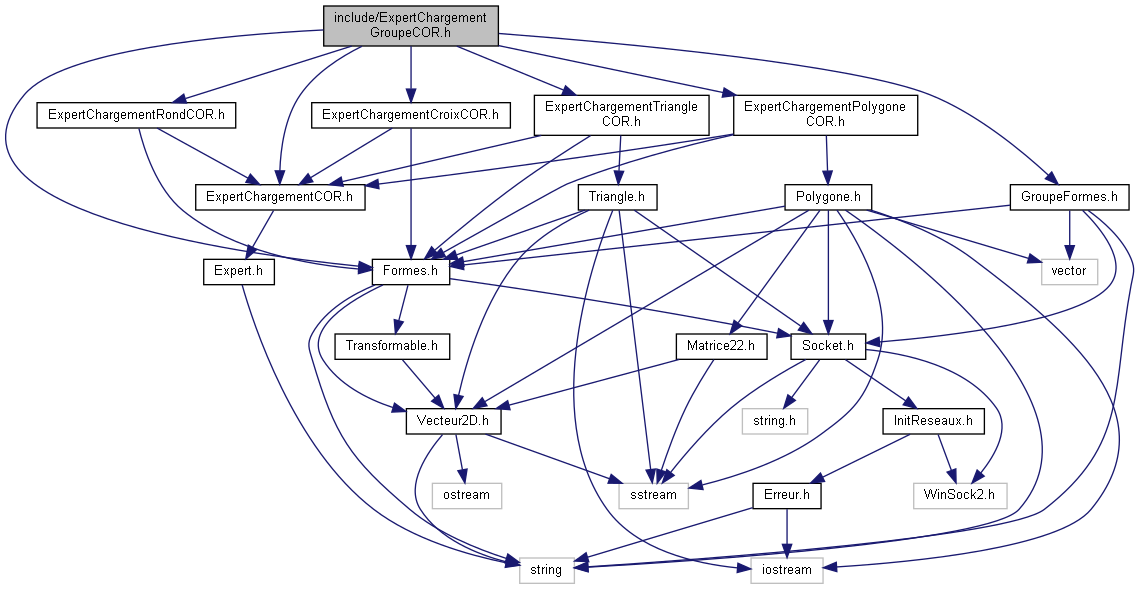 include/ExpertChargement
GroupeCOR.h
ExpertChargementRondCOR.h
ExpertChargementCroixCOR.h
ExpertChargementTriangle
COR.h
ExpertChargementPolygone
COR.h
ExpertChargementCOR.h
Triangle.h
Polygone.h
GroupeFormes.h
Expert.h
Formes.h
vector
Transformable.h
Matrice22.h
Socket.h
Vecteur2D.h
string.h
InitReseaux.h
ostream
sstream
Erreur.h
WinSock2.h
string
iostream